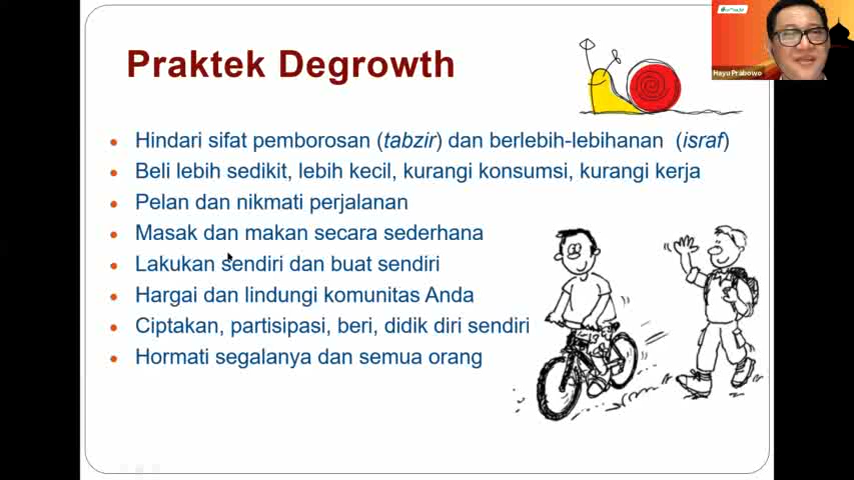 Praktek Degrowth
Hayu Prabowo
• Hindari sifat pemborosan (tabzir) dan berlebih-lebihanan (israf)
• Beli lebih sedikit, lebih kecil, kurangi konsumsi, kurangi kerja
• Pelan dan nikmati perjalanan
• Masak dan makan secara sederhana
• Lakukan sendiri dan buat sendiri
• Hargai dan lindungi komunitas Anda
• Ciptakan, partisipasi, beri, didik diri sendiri
• Hormati segalanya dan semua orang